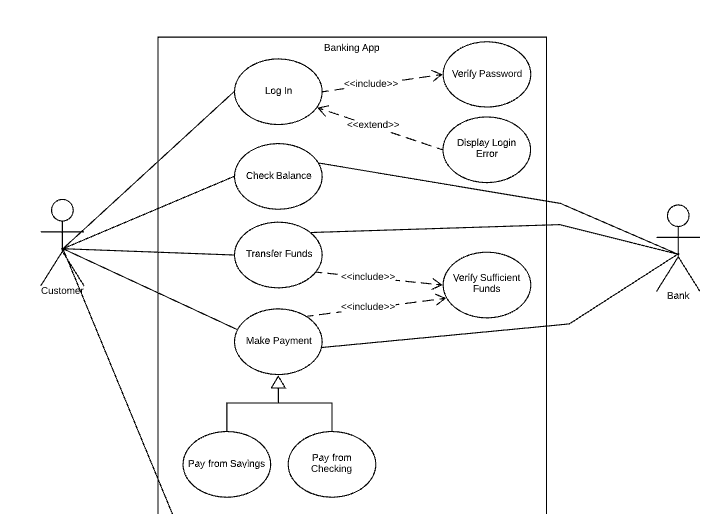 Banking App
Log In
<<include>>
Verify Password
<<extend>>
Display Login
Error
Check Balance
Transfer Funds
<<include>>
Verify Sufficient
Funds
<<include>>
Make Payment
Customer
Bank
Pay from Savings
Pay from
Checking